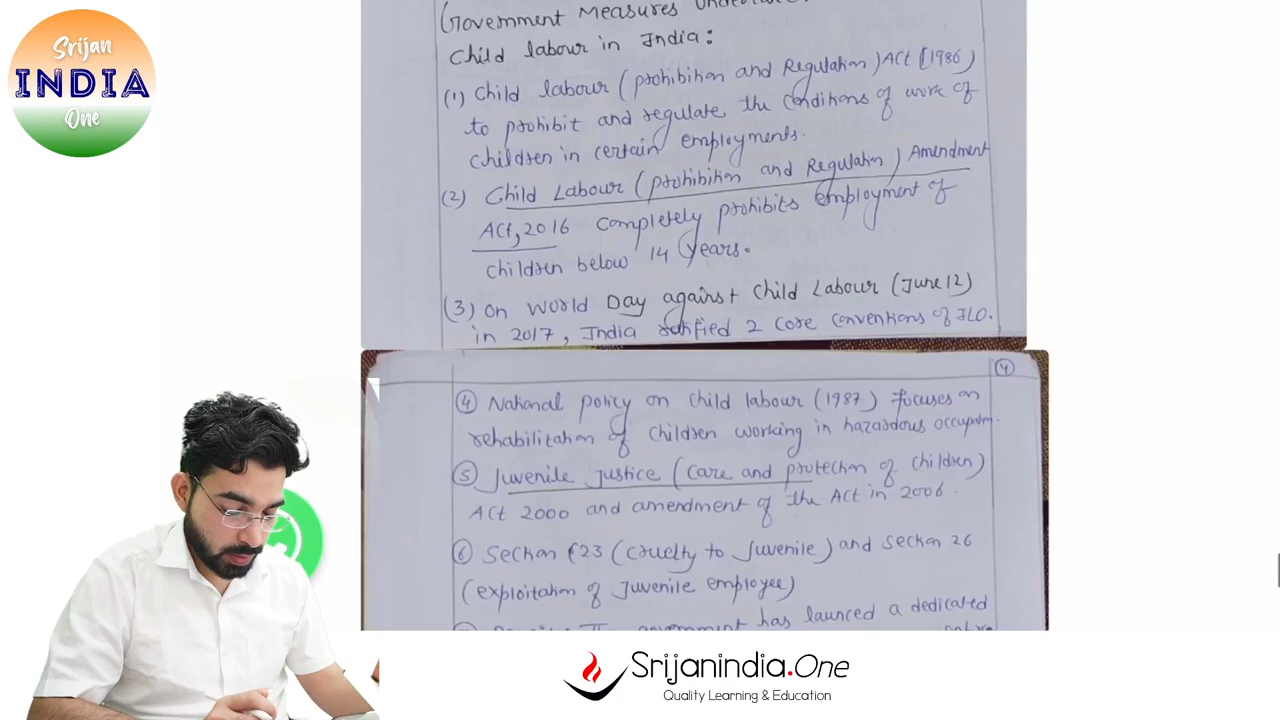 Srijan
INDIA
One
Government Measures
Child labour in India:
(1) Child labour (prohibition and Regulation) Act (1986)
to prohibit and regulate the conditions of work of
children in certain employments.
(2) Child Labour (prohibition and Regulation) Amendment
Act, 2016 completely prohibits employment of
children below 14 years.
(3) On World Day against Child Labour (June 12)
in 2017, India ratified 2 core conventions of ILO.
4
④ National policy on child labour (1987) focuses on
rehabilitation of children working in hazardous
⑤ Juvenile Justice (care and protection of children)
Act 2000 and amendment of the Act in 2006.
⑥ Section 23 (cruelty to Juvenile) and Section 26
(exploitation of Juvenile employee)
government has launced a dedicated
Srijanindia.One
Quality Learning & Education